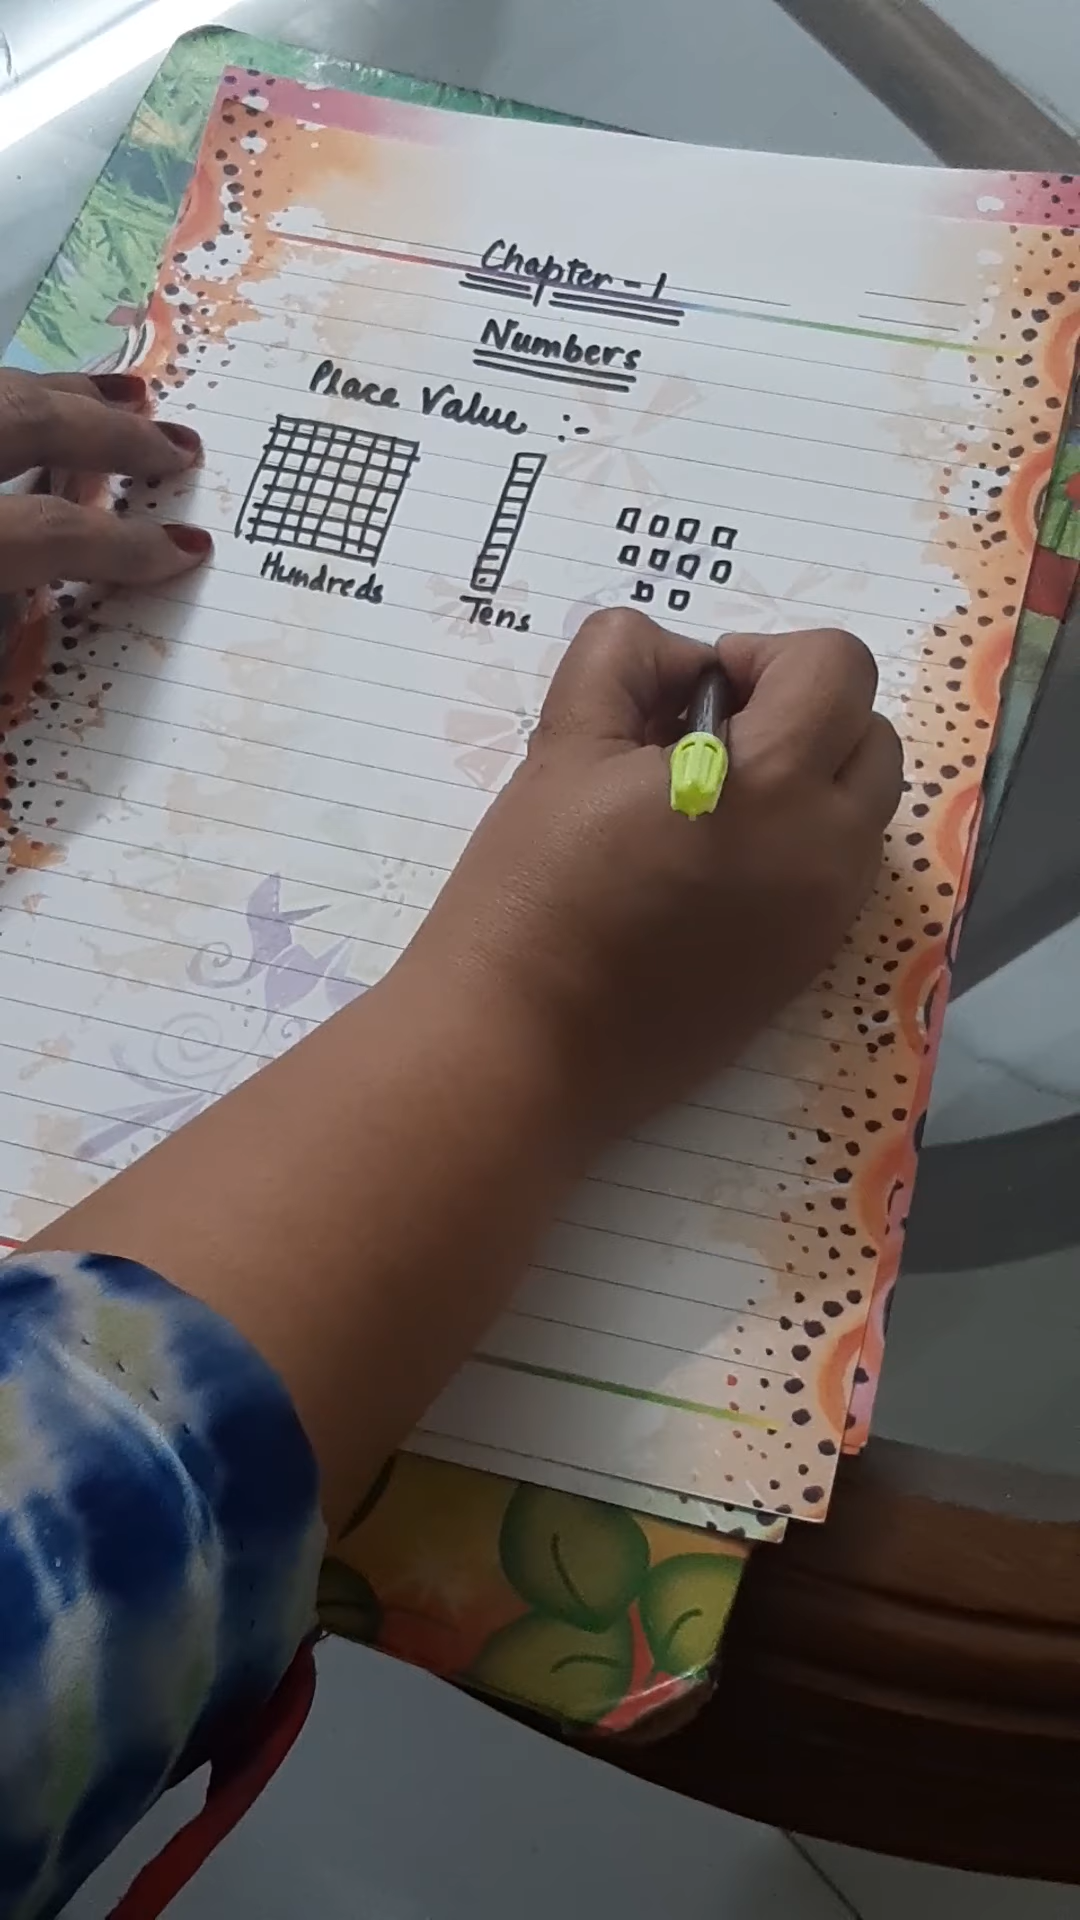 Chapter - 1
Numbers
Place Value :-
Hundreds
Tens